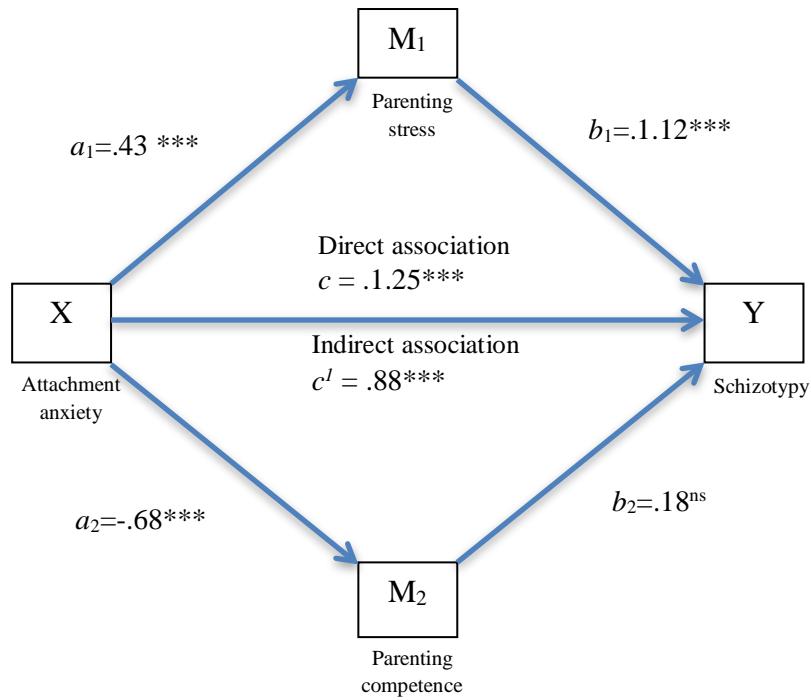 M₁
Parenting
stress
a₁=.43 ***
b₁=.1.12***
Direct association
c = .1.25***
X
Y
Indirect association
c¹ = .88***
Attachment
anxiety
Schizotypy
a₂=-.68***
b₂=.18ⁿˢ
M₂
Parenting
competence